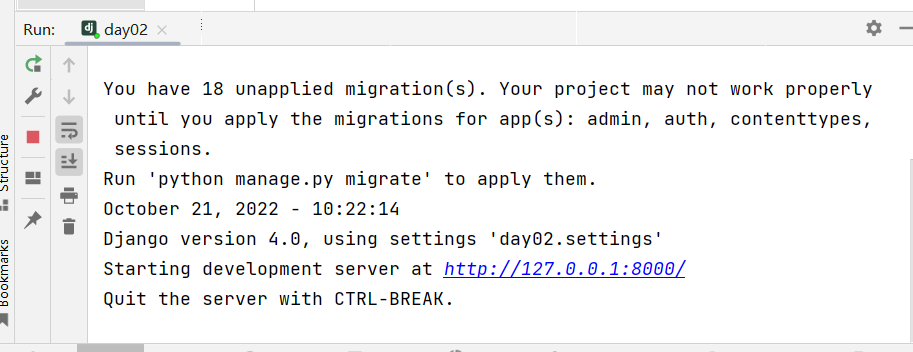 Run:
dj
day02
You have 18 unapplied migration(s). Your project may not work properly
until you apply the migrations for app(s): admin, auth, contenttypes,
sessions.
Run 'python manage.py migrate' to apply them.
October 21, 2022 - 10:22:14
Django version 4.0, using settings 'day02.settings'
Starting development server at http://127.0.0.1:8000/
Quit the server with CTRL-BREAK.
Structure
Bookmarks